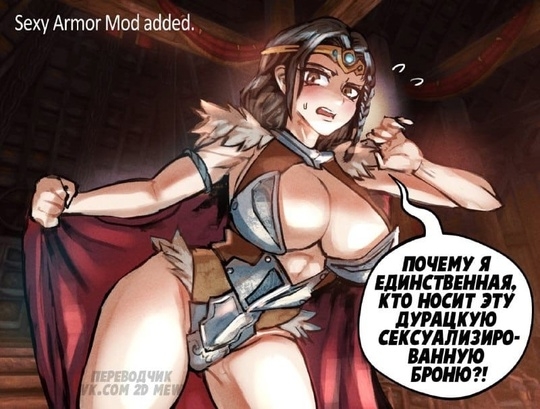 Sexy Armor Mod added.
ПОЧЕМУ Я
ЕДИНСТВЕННАЯ,
КТО НОСИТ ЭТУ
ДУРАЦКУЮ
СЕКСУАЛИЗИРО-
ВАННУЮ
БРОНЮ?!
ПЕРЕВОДЧИК
VK.COM 2D MEW